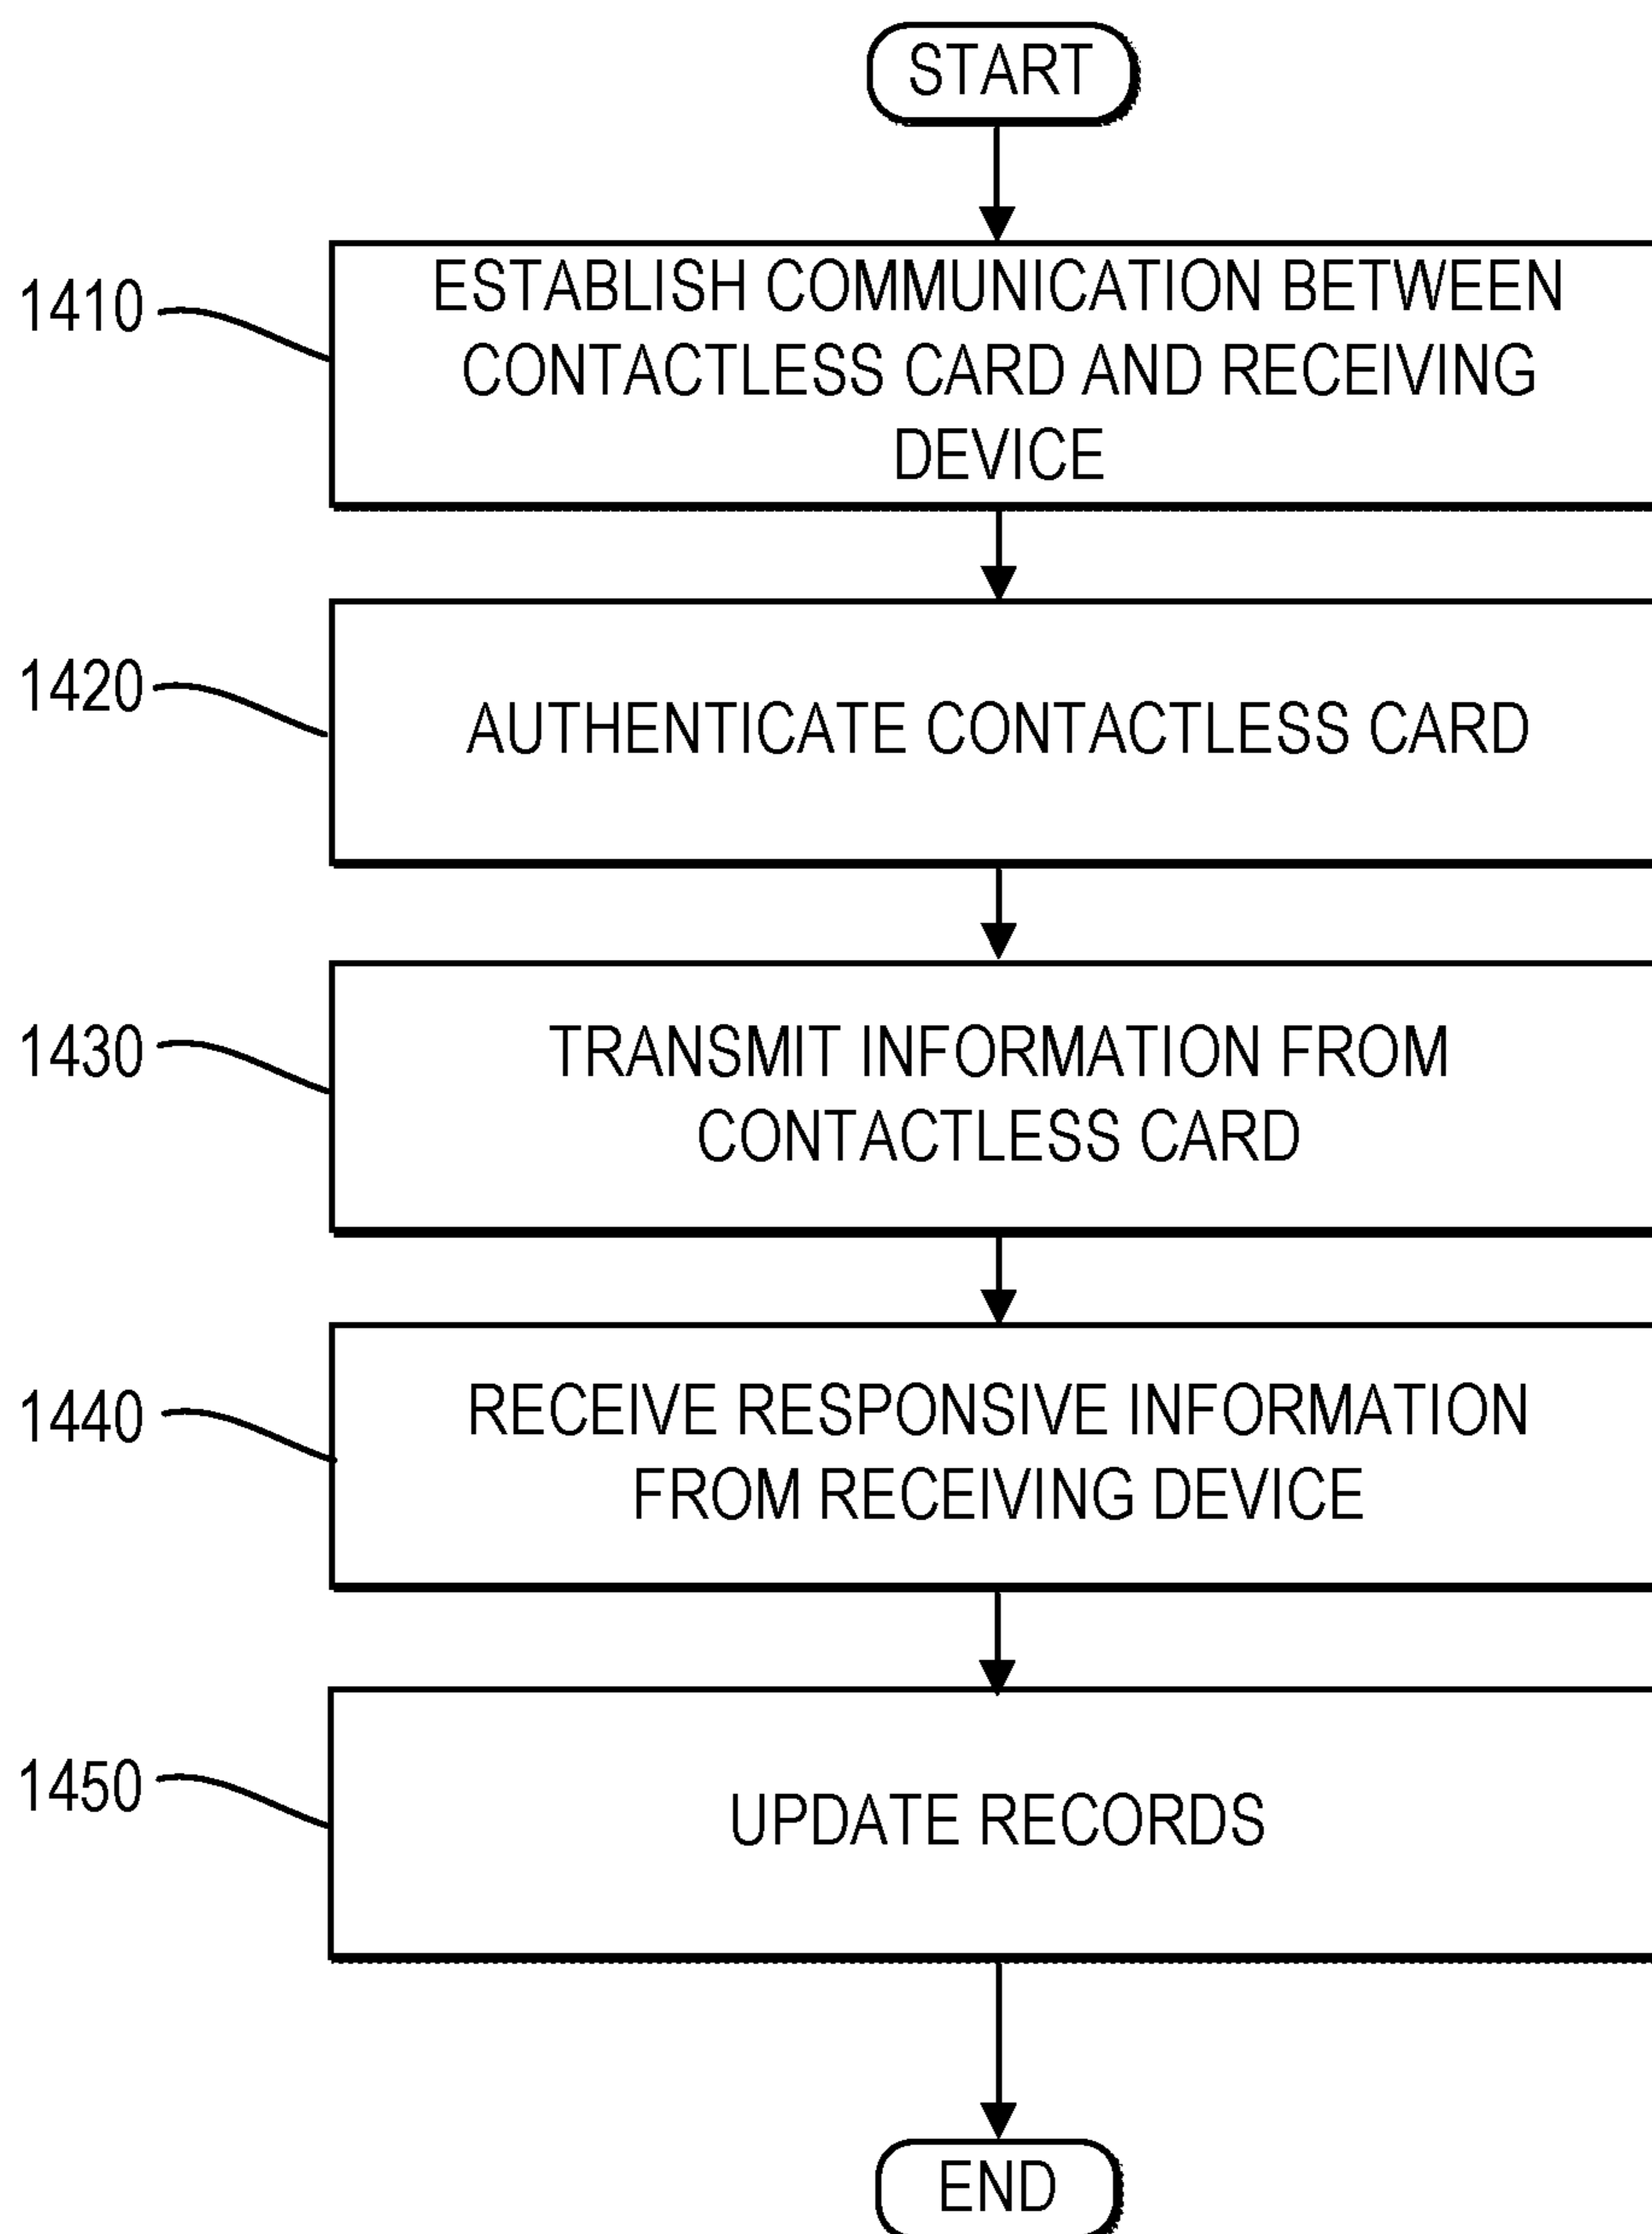 START
1410
ESTABLISH COMMUNICATION BETWEEN
CONTACTLESS CARD AND RECEIVING
DEVICE
1420
AUTHENTICATE CONTACTLESS CARD
1430
TRANSMIT INFORMATION FROM
CONTACTLESS CARD
1440
RECEIVE RESPONSIVE INFORMATION
FROM RECEIVING DEVICE
1450
UPDATE RECORDS
END